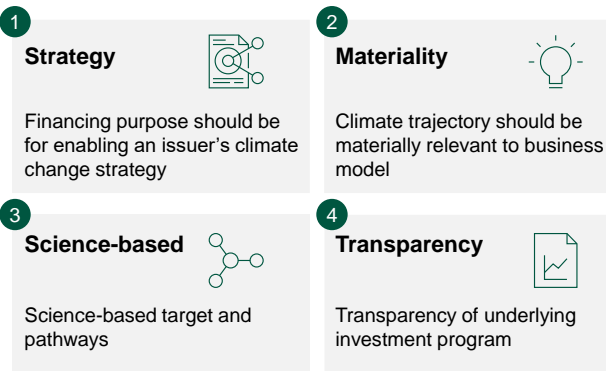 1
Strategy
Financing purpose should be
for enabling an issuer's climate
change strategy
2
Materiality
Climate trajectory should be
materially relevant to business
model
3
Science-based
Science-based target and
pathways
4
Transparency
Transparency of underlying
investment program